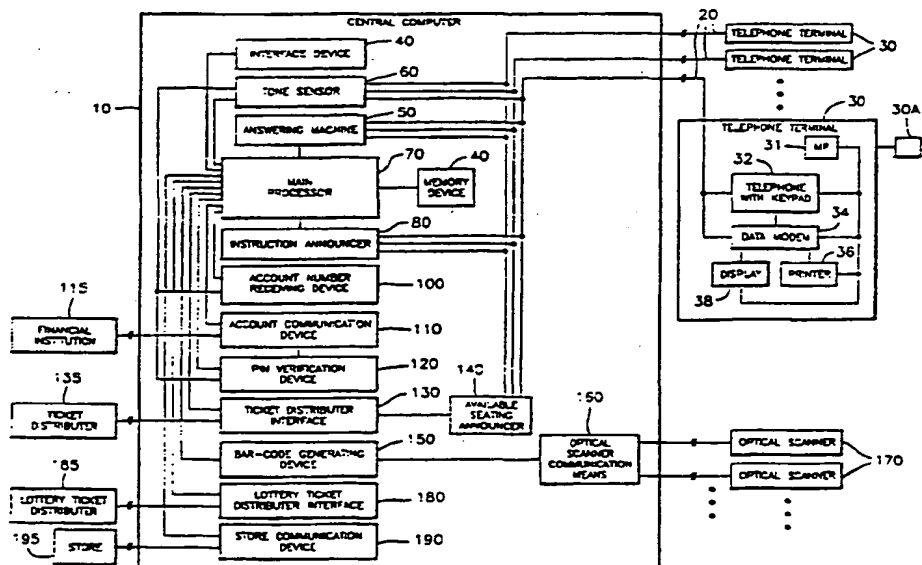 CENTRAL COMPUTER
10
INTERFACE DEVICE
40
TONE SENSOR
60
ANSWERING MACHINE
50
MAIN
PROCESSOR
70
MEMORY
DEVICE
40
INSTRUCTION ANNOUNCER
80
ACCOUNT NUMBER
RECEIVING DEVICE
100
115
FINANCIAL
INSTITUTION
ACCOUNT COMMUNICATION
DEVICE
110
PIN VERIFICATION
DEVICE
120
135
TICKET
DISTRIBUTER
TICKET DISTRIBUTER
INTERFACE
130
140
AVAILABLE
SEATING
ANNOUNCER
BAR-CODE GENERATING
DEVICE
150
160
OPTICAL
SCANNER
COMMUNICATION
MEANS
185
LOTTERY TICKET
DISTRIBUTER
LOTTERY TICKET
DISTRIBUTER INTERFACE
180
195
STORE
STORE COMMUNICATION
DEVICE
190
20
TELEPHONE TERMINAL
TELEPHONE TERMINAL
30
30
TELEPHONE TERMINAL
30A
31
MP
32
TELEPHONE
WITH KEYPAD
34
DATA MODEM
36
DISPLAY
PRINTER
38
OPTICAL SCANNER
OPTICAL SCANNER
170